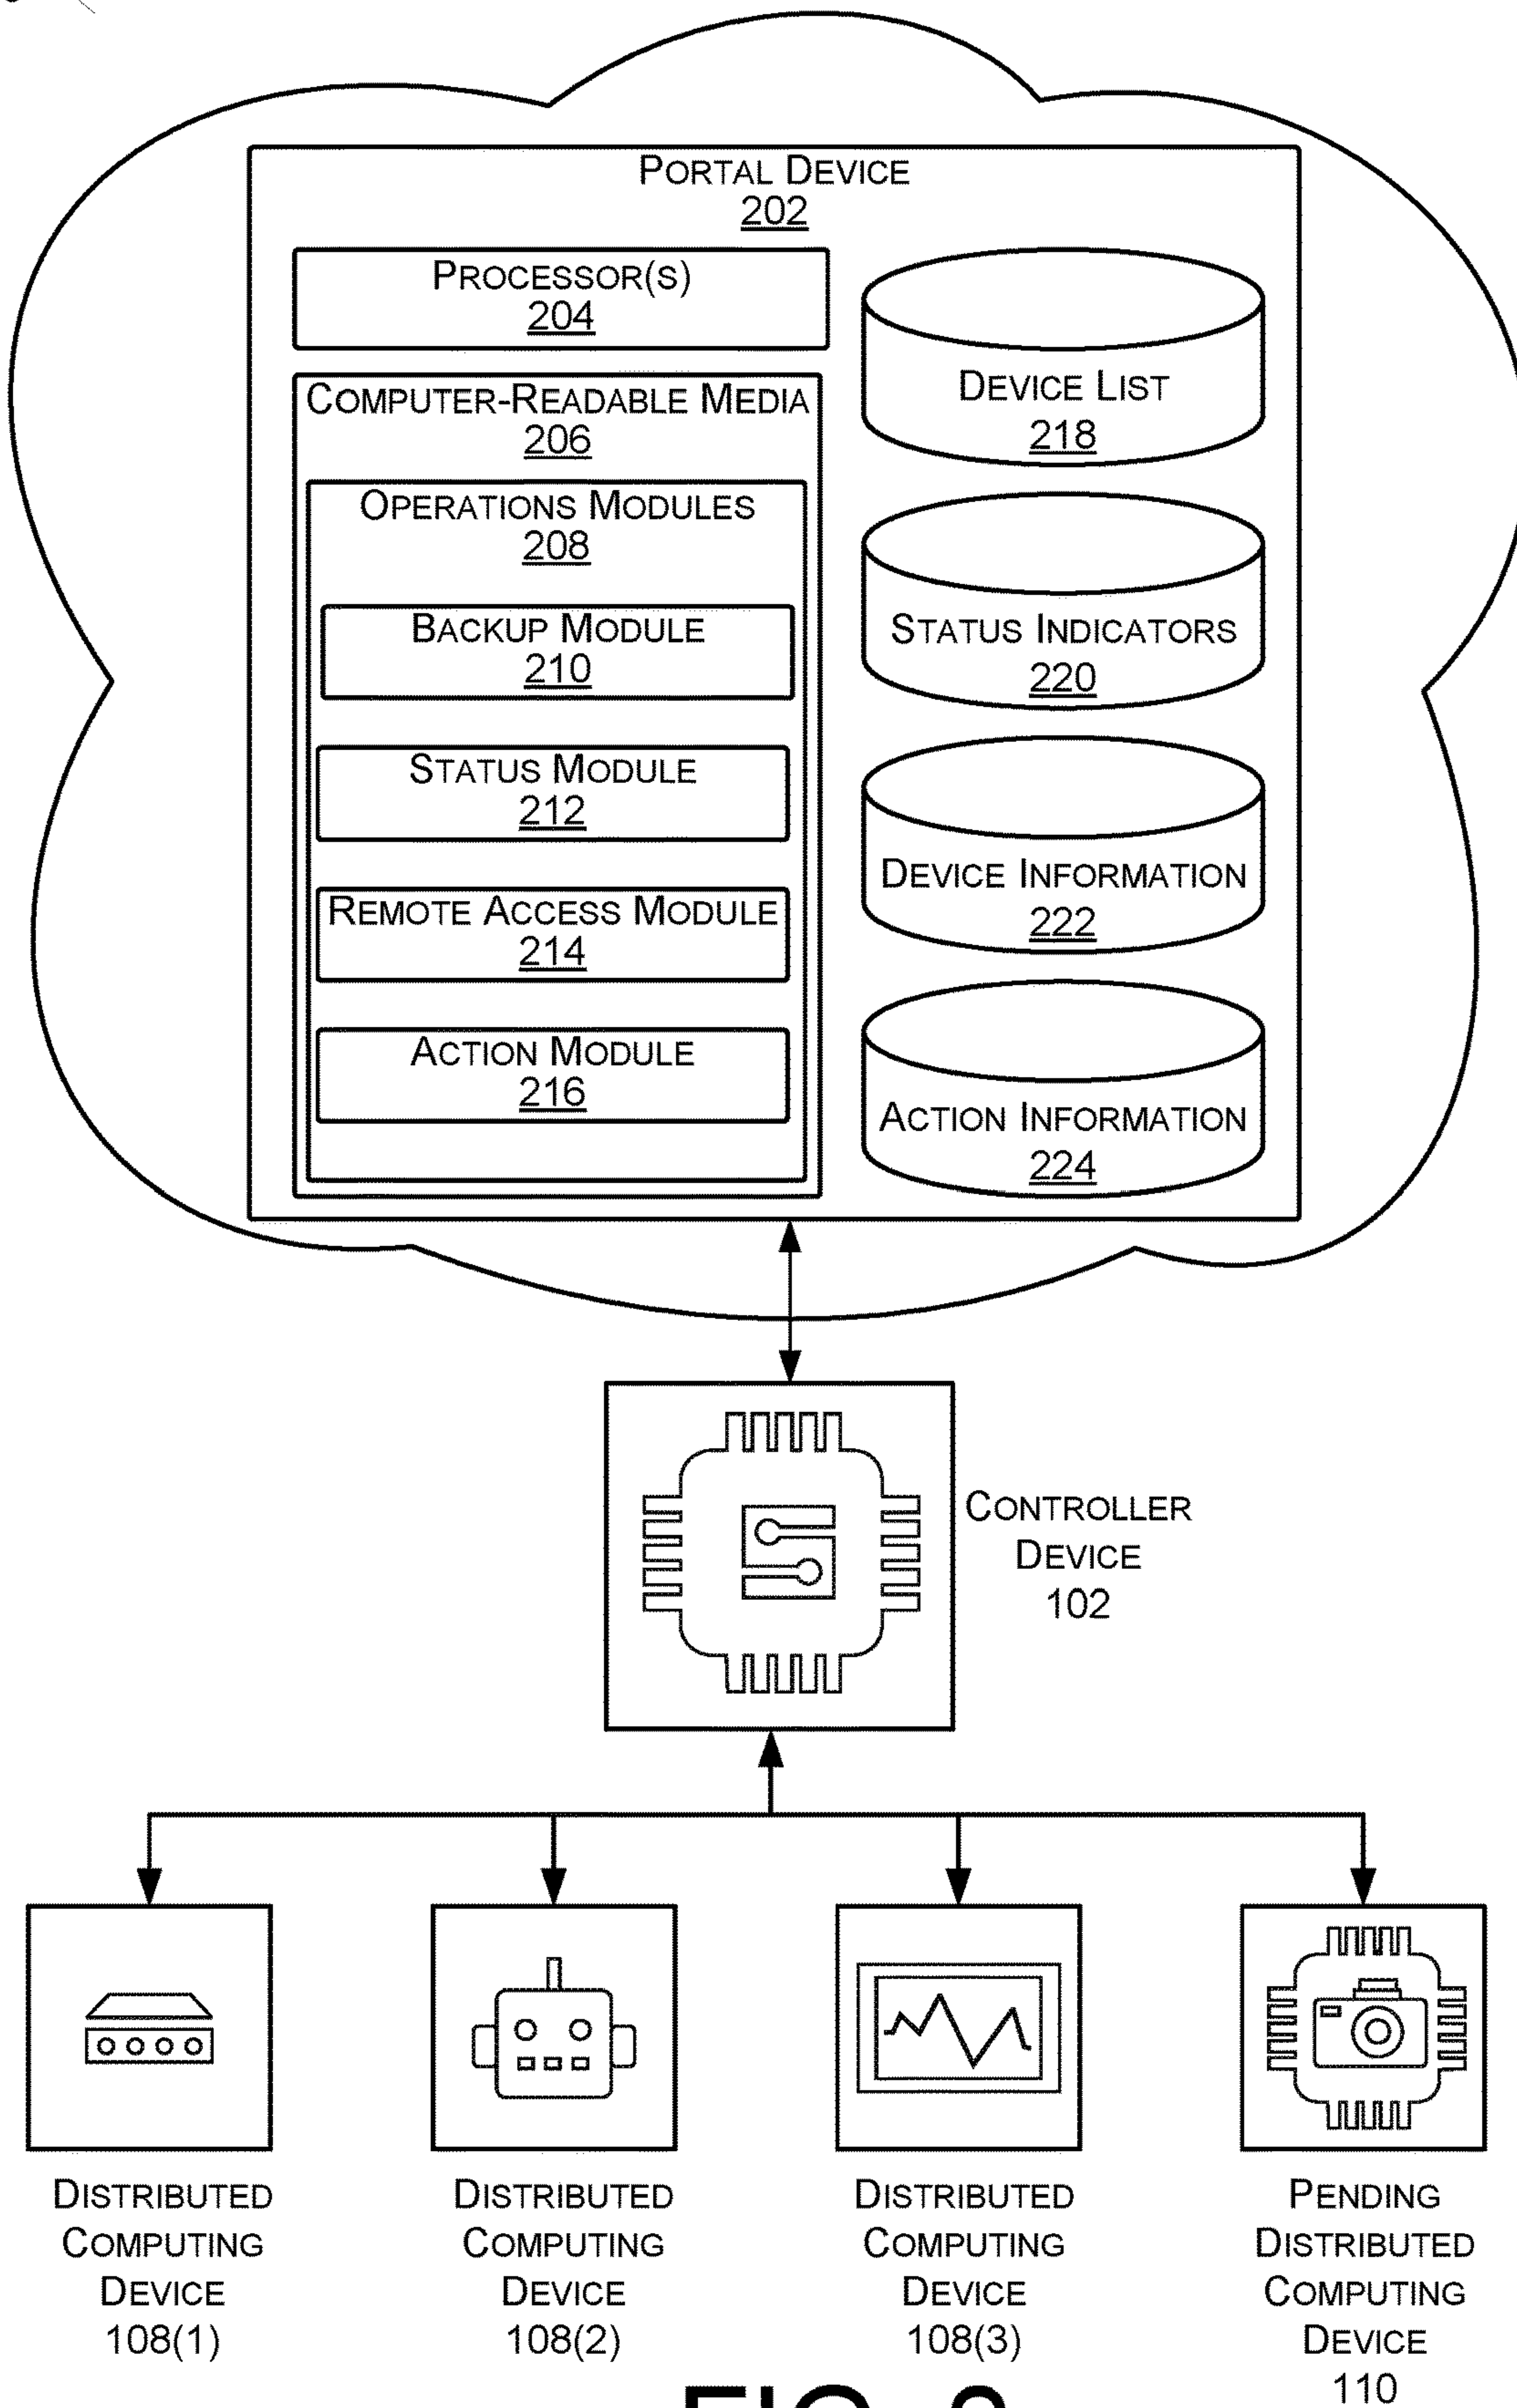 PORTAL DEVICE
202
PROCESSOR(S)
204
COMPUTER-READABLE MEDIA
206
OPERATIONS MODULES
208
BACKUP MODULE
210
STATUS MODULE
212
REMOTE ACCESS MODULE
214
ACTION MODULE
216
DEVICE LIST
218
STATUS INDICATORS
220
DEVICE INFORMATION
222
ACTION INFORMATION
224
CONTROLLER
DEVICE
102
DISTRIBUTED
COMPUTING
DEVICE
108(1)
DISTRIBUTED
COMPUTING
DEVICE
108(2)
DISTRIBUTED
COMPUTING
DEVICE
108(3)
PENDING
DISTRIBUTED
COMPUTING
DEVICE
110